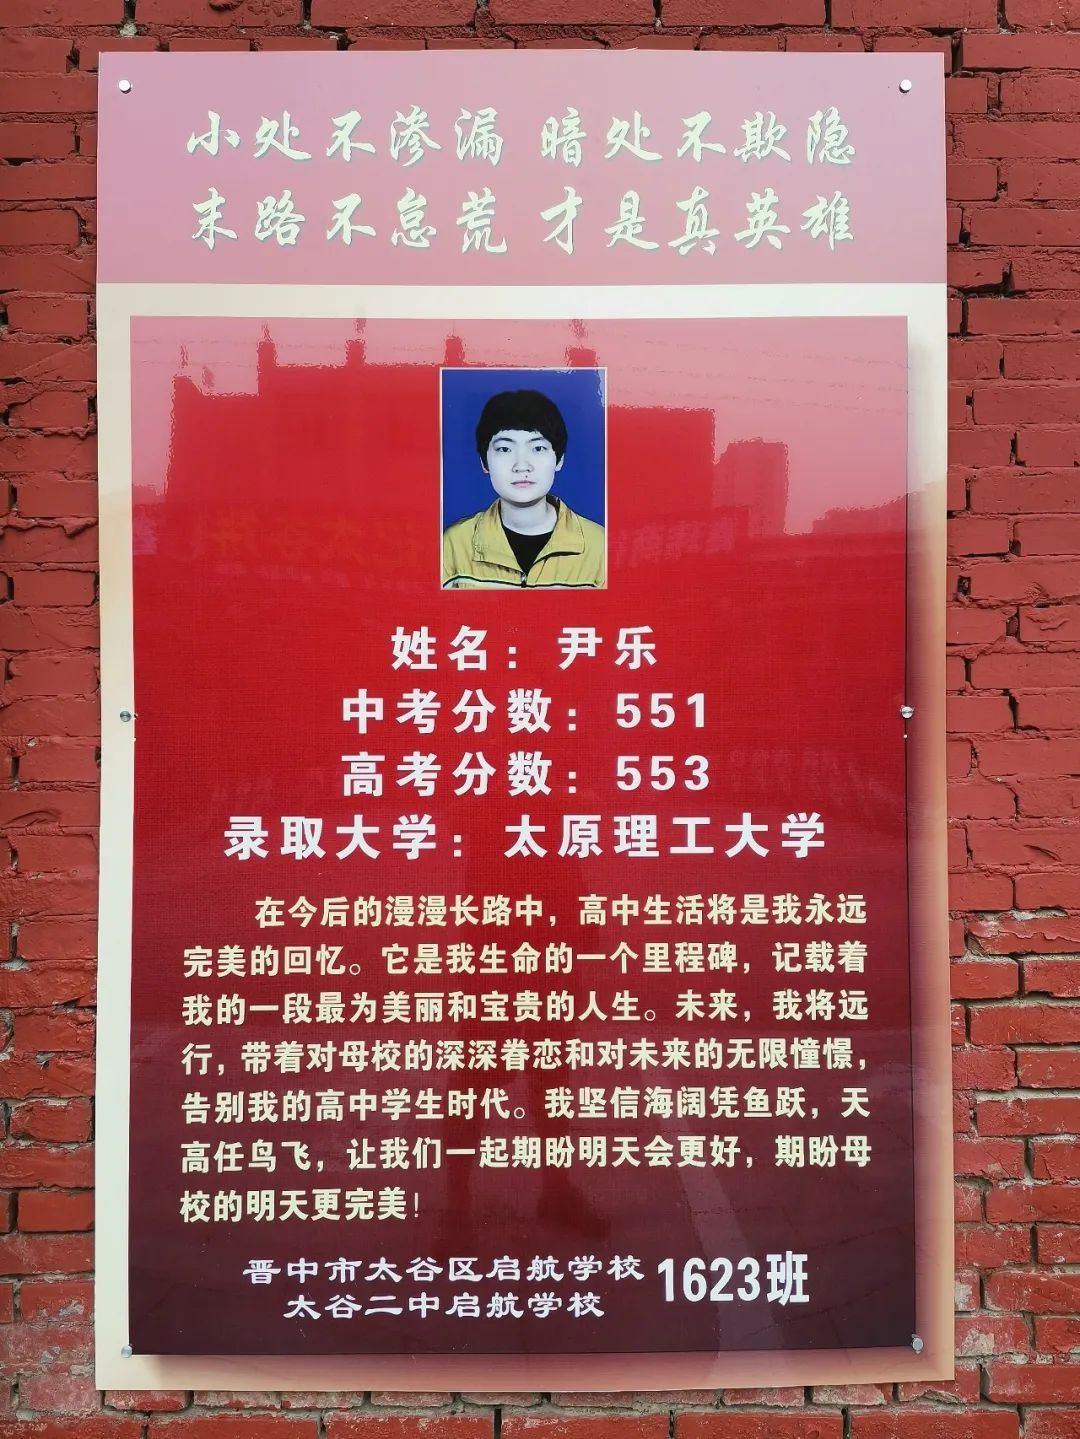 小处不渗漏 暗处不欺隐
末路不怠荒 才是真英雄
姓名：尹乐
中考分数：551
高考分数：553
录取大学：太原理工大学
在今后的漫漫长路中，高中生活将是我永远
完美的回忆。它是我生命的一个里程碑，记载着
我的一段最为美丽和宝贵的人生。未来，我将远
行，带着对母校的深深眷恋和对未来的无限憧憬，
告别我的高中学生时代。我坚信海阔凭鱼跃，天
高任鸟飞，让我们一起期盼明天会更好，期盼母
校的明天更完美！
晋中市太谷区启航学校
太谷二中启航学校
1623班